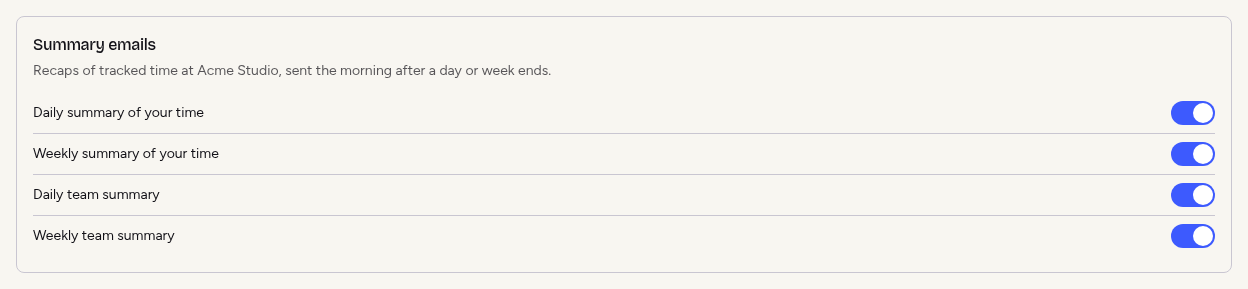 Summary emails
Recaps of tracked time at Acme Studio, sent the morning after a day or week ends.
Daily summary of your time
Weekly summary of your time
Daily team summary
Weekly team summary